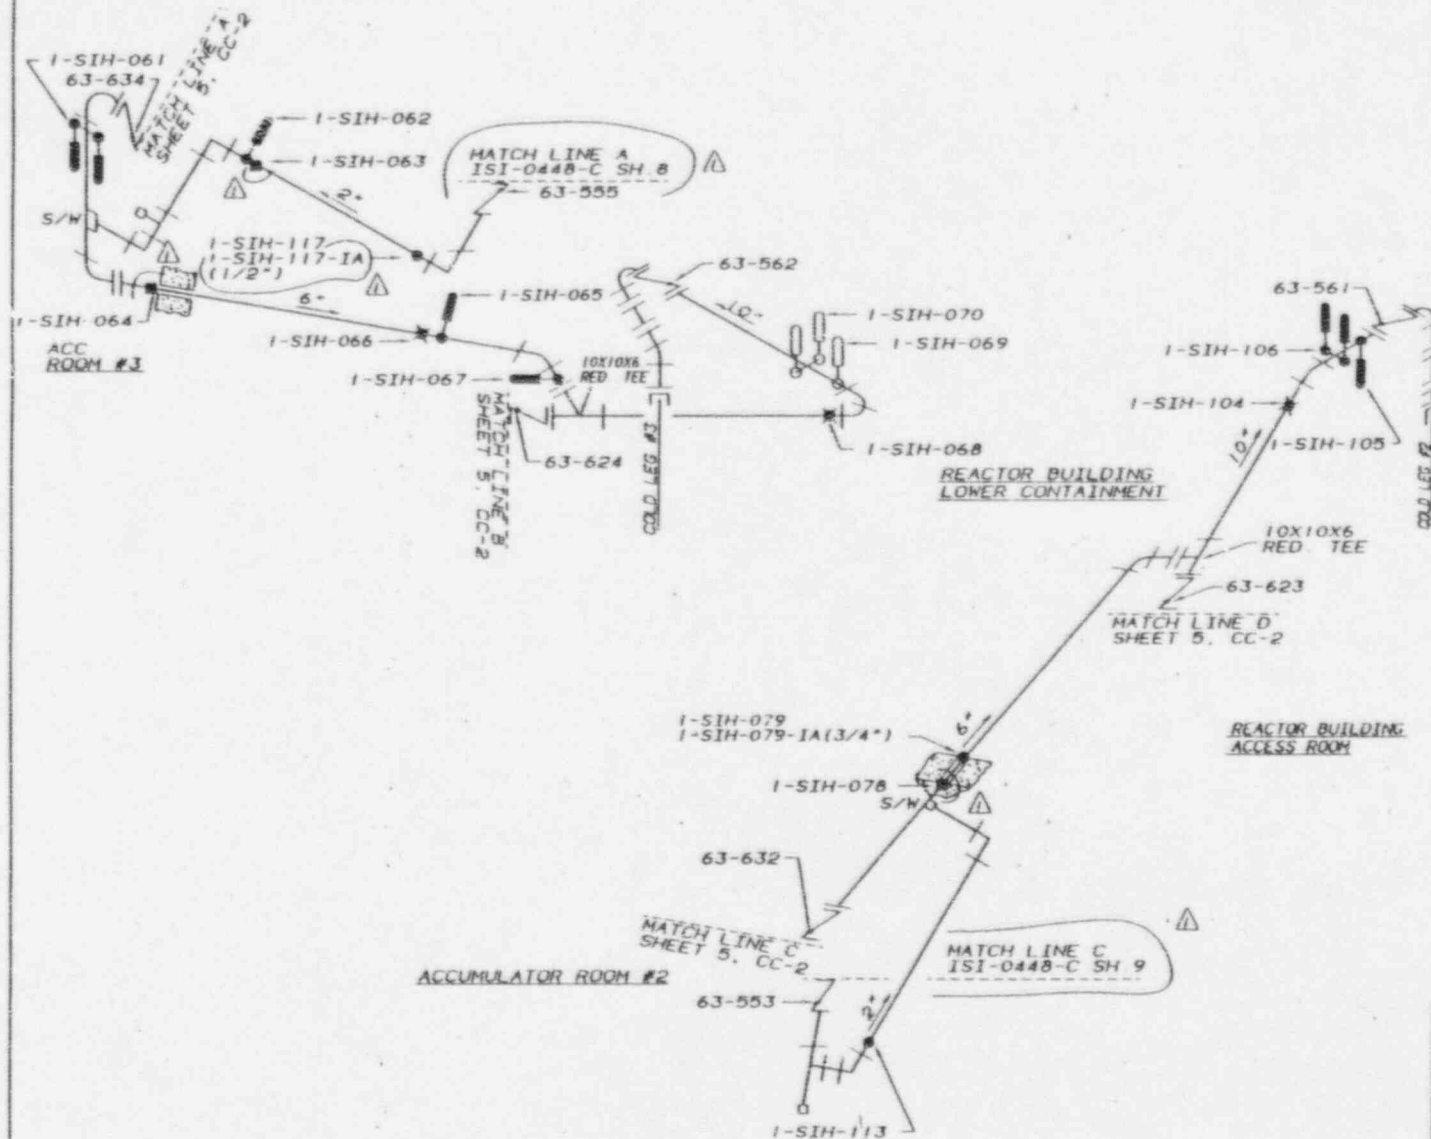 1-SIH-061
63-634
MATCH LINE A
SHEET 5, CC-2
1-SIH-062
1-SIH-063
MATCH LINE A
ISI-0448-C SH 8
63-555
2"
S/W
1-SIH-117
1-SIH-117-IA
(1/2")
63-562
6"
10"
1-SIH-065
1-SIH-070
63-561
1-SIH-064
1-SIH-066
1-SIH-069
1-SIH-106
ACC
ROOM #3
1-SIH-067
10X10X6
RED TEE
1-SIH-104
MATCH LINE B
SHEET 5, CC-2
63-624
COLD LEG #3
1-SIH-068
10"
1-SIH-105
REACTOR BUILDING
LOWER CONTAINMENT
COLD LEG #2
10X10X6
RED. TEE
63-623
MATCH LINE D
SHEET 5, CC-2
1-SIH-079
1-SIH-079-IA(3/4")
6"
REACTOR BUILDING
ACCESS ROOM
1-SIH-078
S/W
63-632
MATCH LINE C
SHEET 5, CC-2
MATCH LINE C
ISI-0448-C SH 9
ACCUMULATOR ROOM #2
63-553
2"
1-SIH-113